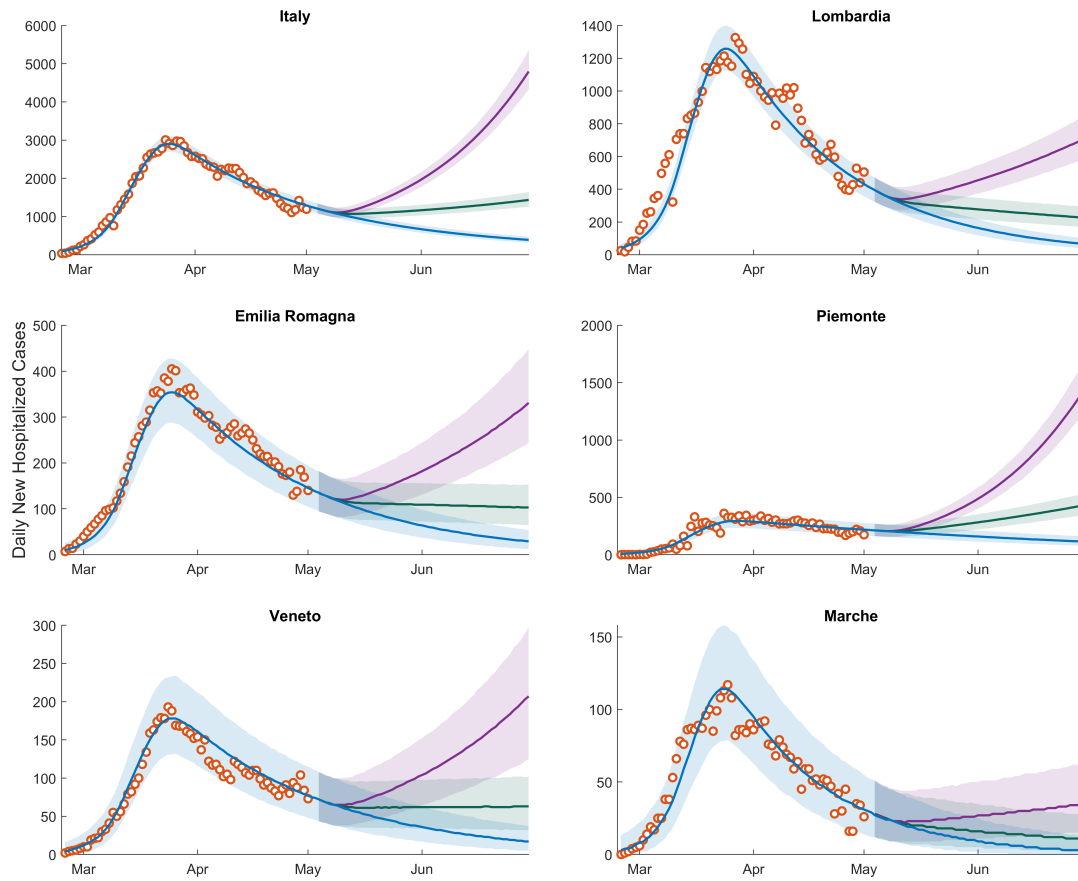 Italy
6000
5000
4000
3000
2000
1000
0
Mar
Apr
May
Jun
Lombardia
1400
1200
1000
800
600
400
200
0
Mar
Apr
May
Jun
Daily New Hospitalized Cases
Emilia Romagna
500
400
300
200
100
0
Mar
Apr
May
Jun
Piemonte
2000
1500
1000
500
0
Mar
Apr
May
Jun
Veneto
300
250
200
150
100
50
0
Mar
Apr
May
Jun
Marche
150
100
50
0
Mar
Apr
May
Jun